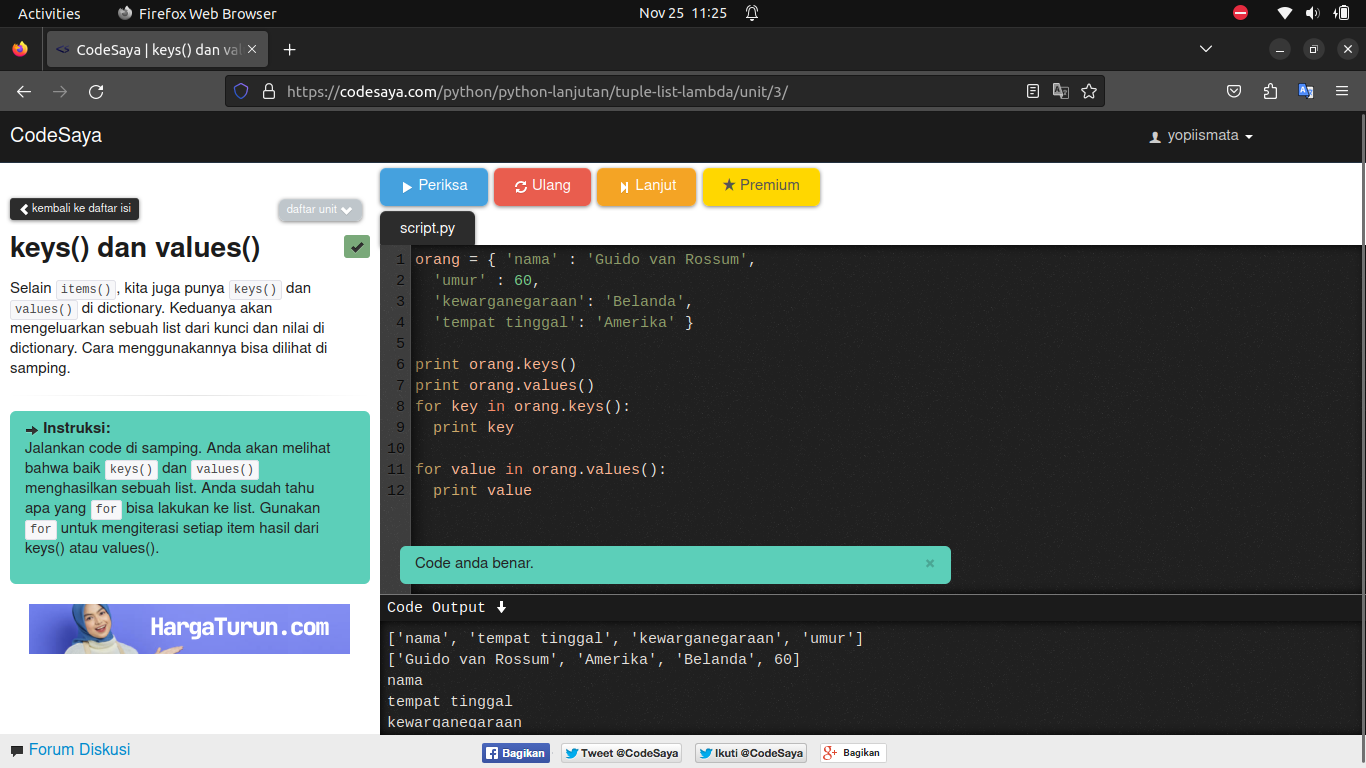 Activities
Firefox Web Browser
Nov 25 11:25
CodeSaya | keys() dan val
https://codesaya.com/python/python-lanjutan/tuple-list-lambda/unit/3/
CodeSaya
yopiismata
kembali ke daftar isi
daftar unit
keys() dan values()
Selain items(), kita juga punya keys() dan
values() di dictionary. Keduanya akan
mengeluarkan sebuah list dari kunci dan nilai di
dictionary. Cara menggunakannya bisa dilihat di
samping.
Instruksi:
Jalankan code di samping. Anda akan melihat
bahwa baik keys() dan values()
menghasilkan sebuah list. Anda sudah tahu
apa yang for bisa lakukan ke list. Gunakan
for untuk mengiterasi setiap item hasil dari
keys() atau values().
HargaTurun.com
Periksa
Ulang
Lanjut
Premium
script.py
1 orang = { 'nama' : 'Guido van Rossum',
2   'umur' : 60,
3   'kewarganegaraan': 'Belanda',
4   'tempat tinggal': 'Amerika' }
5
6 print orang.keys()
7 print orang.values()
8 for key in orang.keys():
9   print key
10
11 for value in orang.values():
12   print value
Code anda benar.
×
Code Output
['nama', 'tempat tinggal', 'kewarganegaraan', 'umur']
['Guido van Rossum', 'Amerika', 'Belanda', 60]
nama
tempat tinggal
kewarganegaraan
Forum Diskusi
Bagikan
Tweet @CodeSaya
Ikuti @CodeSaya
Bagikan